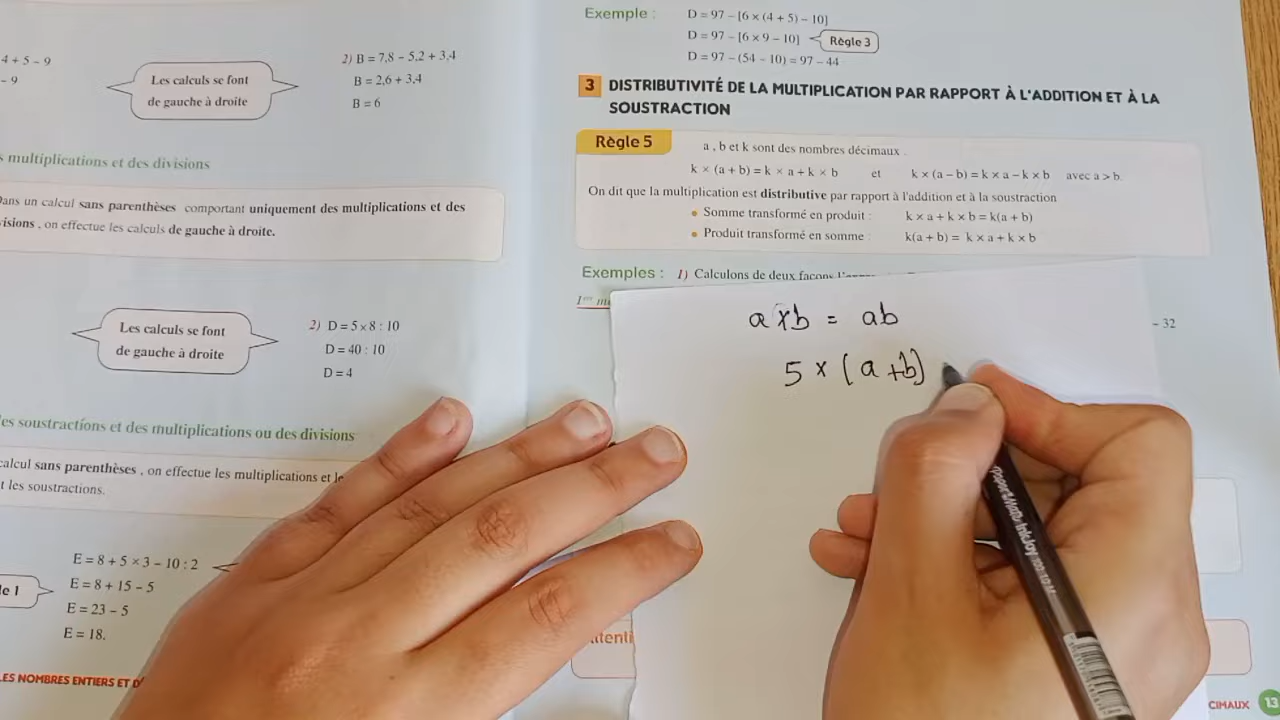 4 + 5 – 9
– 9
Les calculs se font
de gauche à droite
2) B = 7,8 – 5,2 + 3,4
B = 2,6 + 3,4
B = 6
multiplications et des divisions
Dans un calcul sans parenthèses comportant uniquement des multiplications et des
visions , on effectue les calculs de gauche à droite.
Les calculs se font
de gauche à droite
2) D = 5 × 8 : 10
D = 40 : 10
D = 4
les soustractions et des multiplications ou des divisions
calcul sans parenthèses , on effectue les multiplications et
t les soustractions.
E = 8 + 5 × 3 – 10 : 2
E = 8 + 15 – 5
E = 23 – 5
E = 18.
le 1
LES NOMBRES ENTIERS ET D
Exemple : D = 97 – [6 × (4 + 5) – 10]
D = 97 – [6 × 9 – 10] Règle 3
D = 97 – (54 – 10) = 97 – 44
3 DISTRIBUTIVITÉ DE LA MULTIPLICATION PAR RAPPORT À L'ADDITION ET À LA
SOUSTRACTION
Règle 5
a , b et k sont des nombres décimaux .
k × (a + b) = k × a + k × b et k × (a – b) = k × a – k × b avec a > b.
On dit que la multiplication est distributive par rapport à l'addition et à la soustraction
• Somme transformé en produit : k × a + k × b = k(a + b)
• Produit transformé en somme : k(a + b) = k × a + k × b
Exemples : 1) Calculons de deux façons
1er
– 32
a × b = ab
5 × (a + b)
tenti
CIMAUX 13